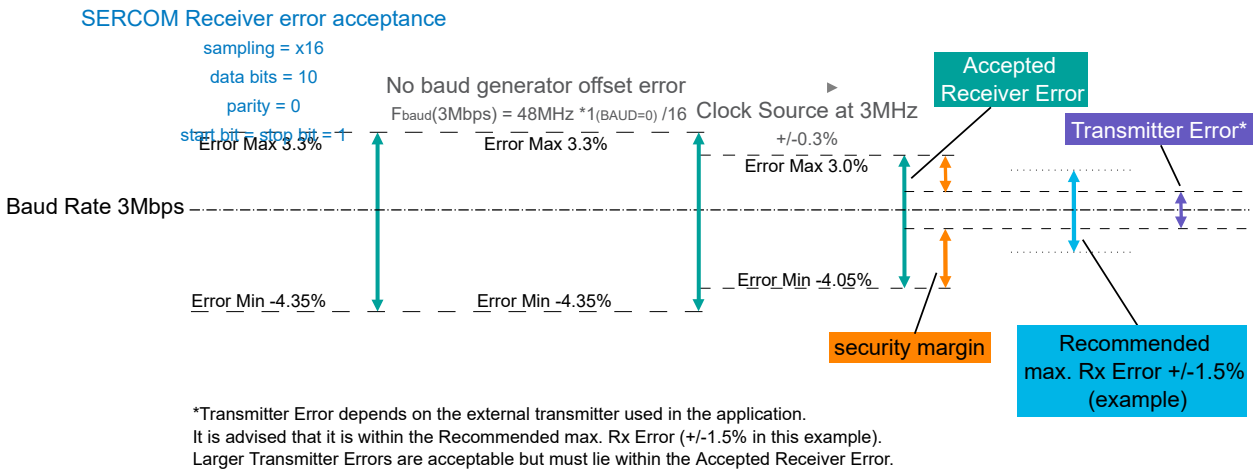 SERCOM Receiver error acceptance
sampling = x16
data bits = 10
parity = 0
start bit = stop bit = 1
No baud generator offset error
Fbaud(3Mbps) = 48MHz *1(BAUD=0) /16
Clock Source at 3MHz
+/-0.3%
Accepted
Receiver Error
Transmitter Error*
Error Max 3.3%
Error Max 3.3%
Error Max 3.0%
Baud Rate 3Mbps
Error Min -4.35%
Error Min -4.35%
Error Min -4.05%
security margin
Recommended
max. Rx Error +/-1.5%
(example)
*Transmitter Error depends on the external transmitter used in the application.
It is advised that it is within the Recommended max. Rx Error (+/-1.5% in this example).
Larger Transmitter Errors are acceptable but must lie within the Accepted Receiver Error.